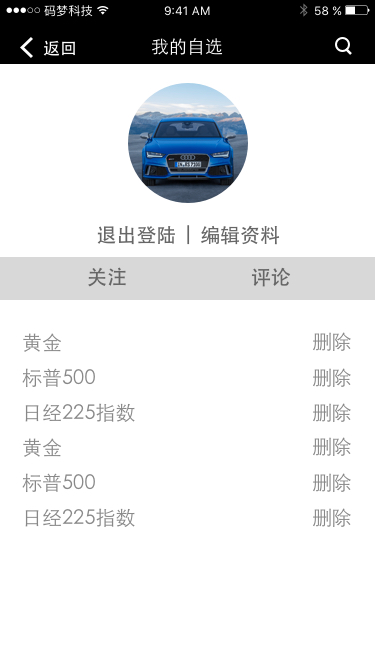 码梦科技 9:41 AM 58 %
返回 我的自选
退出登陆 | 编辑资料
关注 评论
黄金 删除
标普500 删除
日经225指数 删除
黄金 删除
标普500 删除
日经225指数 删除